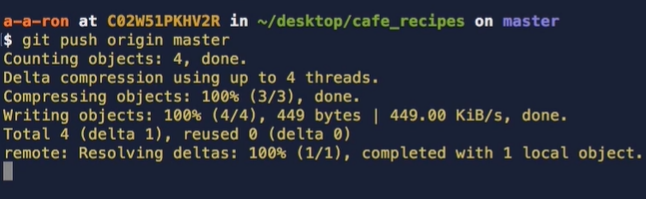 a-a-ron at C02W51PKHV2R in ~/desktop/cafe_recipes on master
$ git push origin master
Counting objects: 4, done.
Delta compression using up to 4 threads.
Compressing objects: 100% (3/3), done.
Writing objects: 100% (4/4), 449 bytes | 449.00 KiB/s, done.
Total 4 (delta 1), reused 0 (delta 0)
remote: Resolving deltas: 100% (1/1), completed with 1 local object.